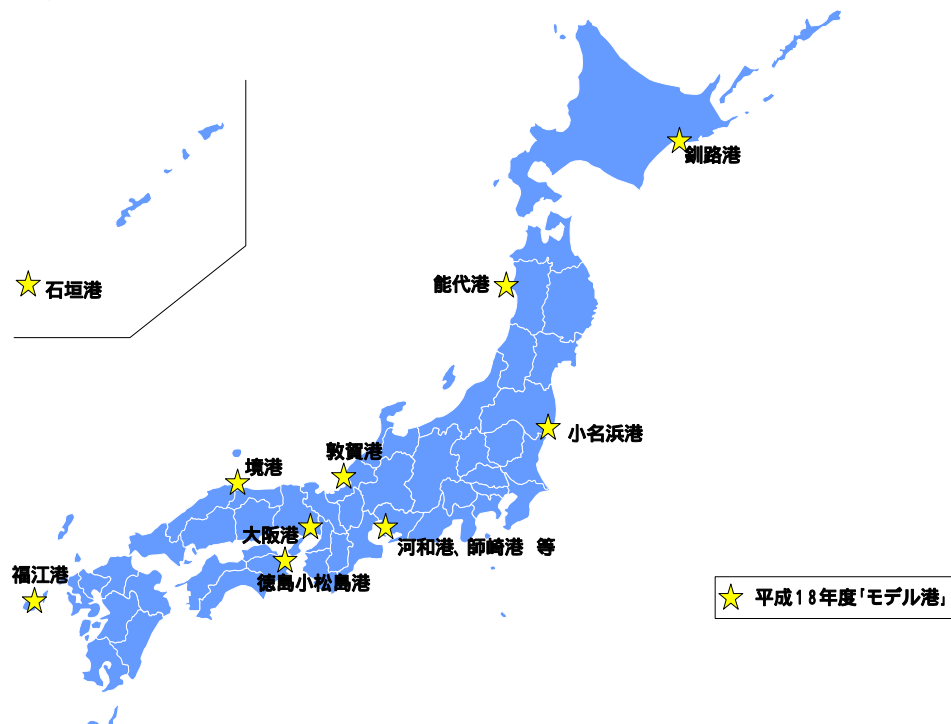 釧路港
能代港
石垣港
小名浜港
敦賀港
境港
大阪港
河和港、師崎港 等
福江港
徳島小松島港
平成18年度「モデル港」